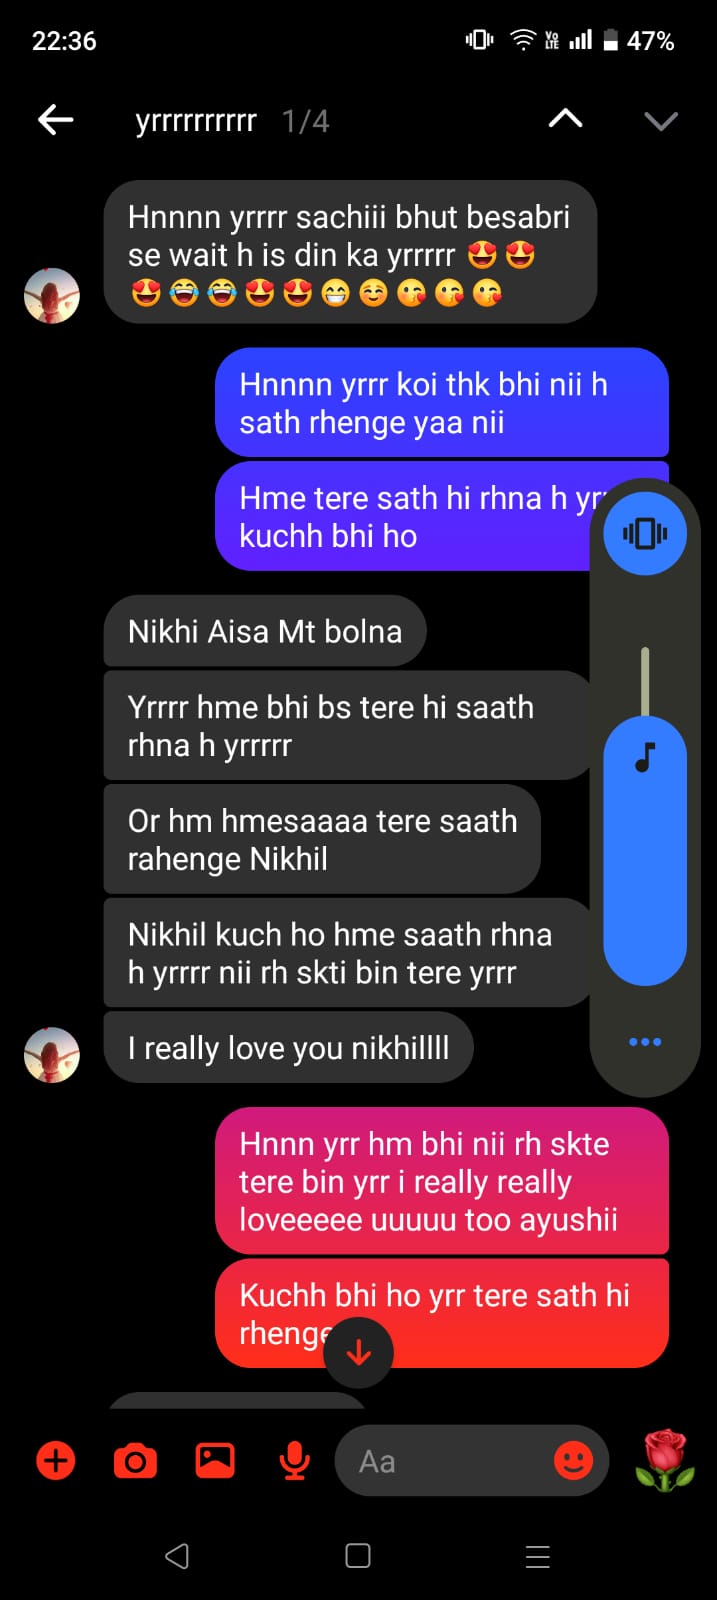 22:36
Vo LTE 47%
yrrrrrrrrrr 1/4
Hnnnn yrrrr sachiii bhut besabri
se wait h is din ka yrrrrr 😍😍
😍😂😂😍😍😁☺️😘😘😘
Hnnnn yrrr koi thk bhi nii h
sath rhenge yaa nii
Hme tere sath hi rhna h
kuchh bhi ho
Nikhi Aisa Mt bolna
Yrrrr hme bhi bs tere hi saath
rhna h yrrrrr
Or hm hmesaaaa tere saath
rahenge Nikhil
Nikhil kuch ho hme saath rhna
h yrrrr nii rh skti bin tere yrrr
I really love you nikhillll
Hnnn yrr hm bhi nii rh skte
tere bin yrr i really really
loveeeee uuuuu too ayushii
Kuchh bhi ho yrr tere sath hi
rhenge
Aa